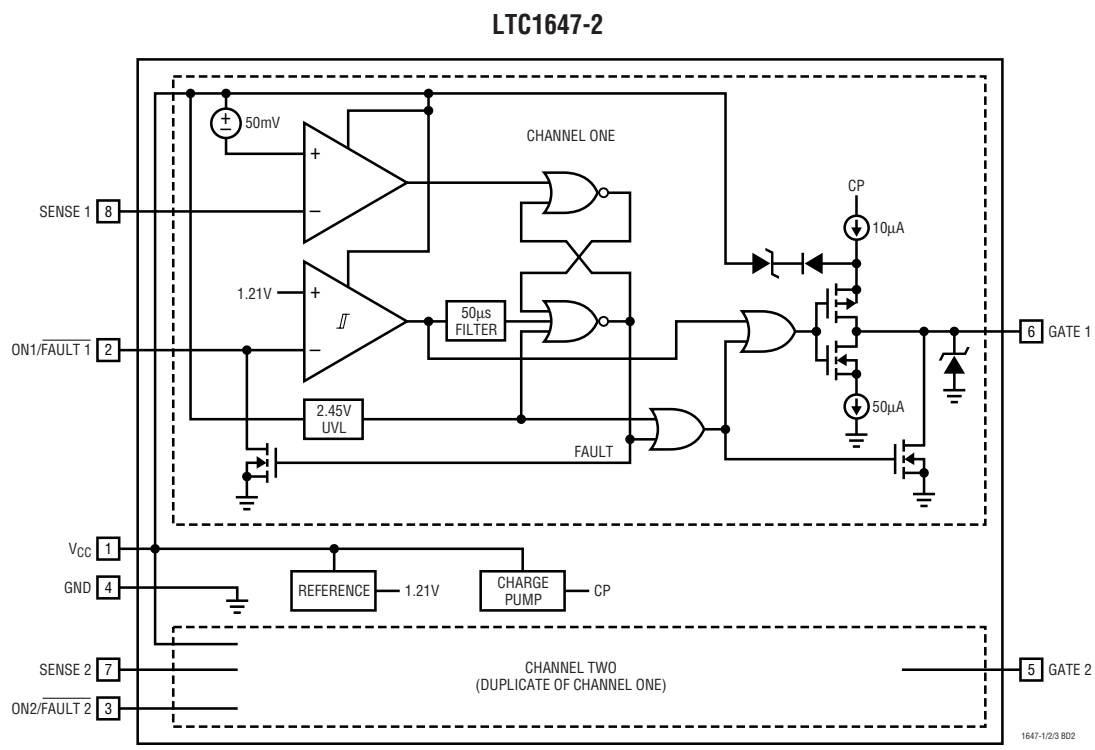 LTC1647-2
50mV
+
−
+
−
CHANNEL ONE
CP
10µA
SENSE 1 8
1.21V
+
−
50µs
FILTER
6 GATE 1
ON1/FAULT 1 2
50µA
2.45V
UVL
FAULT
VCC 1
GND 4
REFERENCE
1.21V
CHARGE
PUMP
CP
SENSE 2 7
CHANNEL TWO
(DUPLICATE OF CHANNEL ONE)
5 GATE 2
ON2/FAULT 2 3
1647-1/2/3 BD2